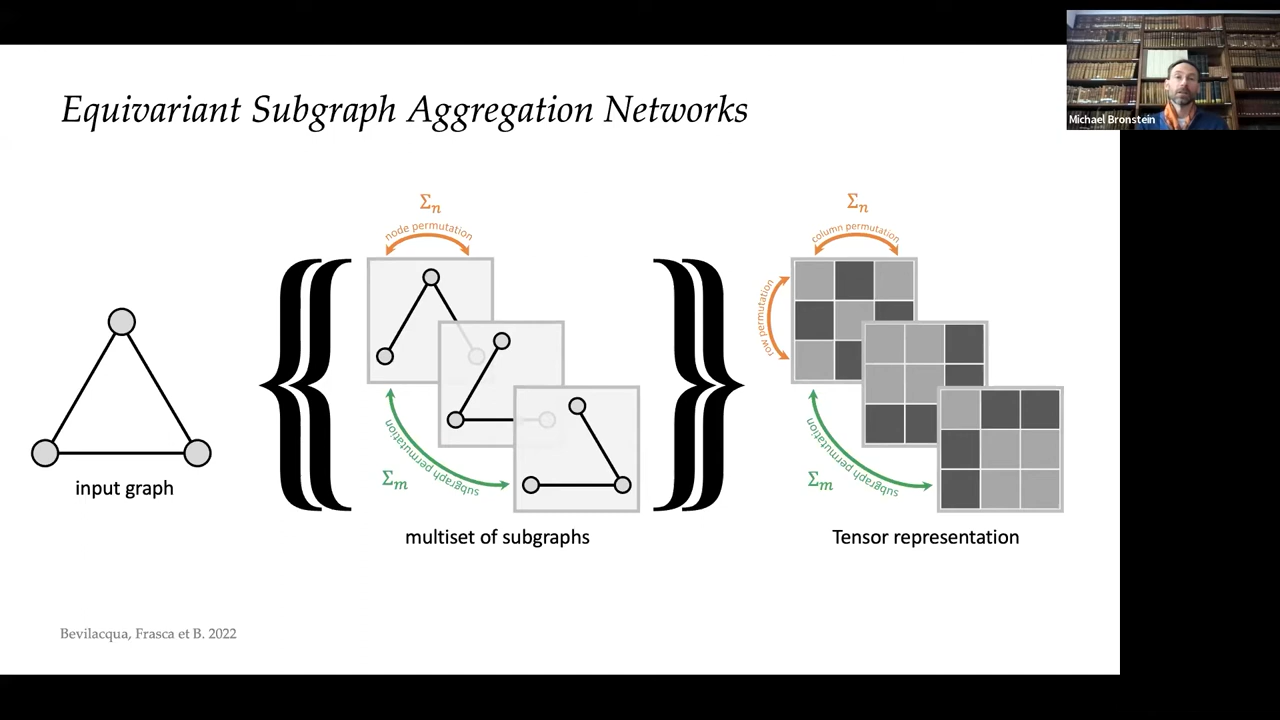 Equivariant Subgraph Aggregation Networks
Michael Bronstein
Σn
node permutation
Σn
column permutation
row permutation
subgraph permutation
Σm
subgraph permutation
Σm
input graph
multiset of subgraphs
Tensor representation
Bevilacqua, Frasca et B. 2022